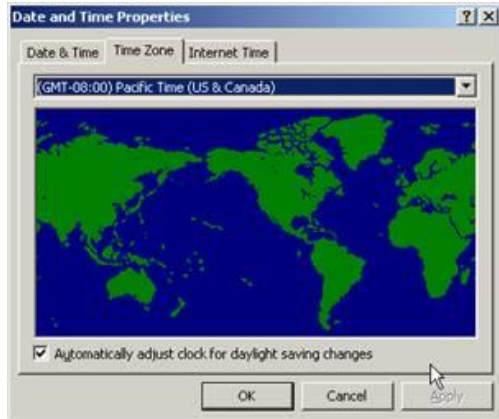 Date and Time Properties
Date & Time Time Zone Internet Time
(GMT-08:00) Pacific Time (US & Canada)
Automatically adjust clock for daylight saving changes
OK Cancel Apply